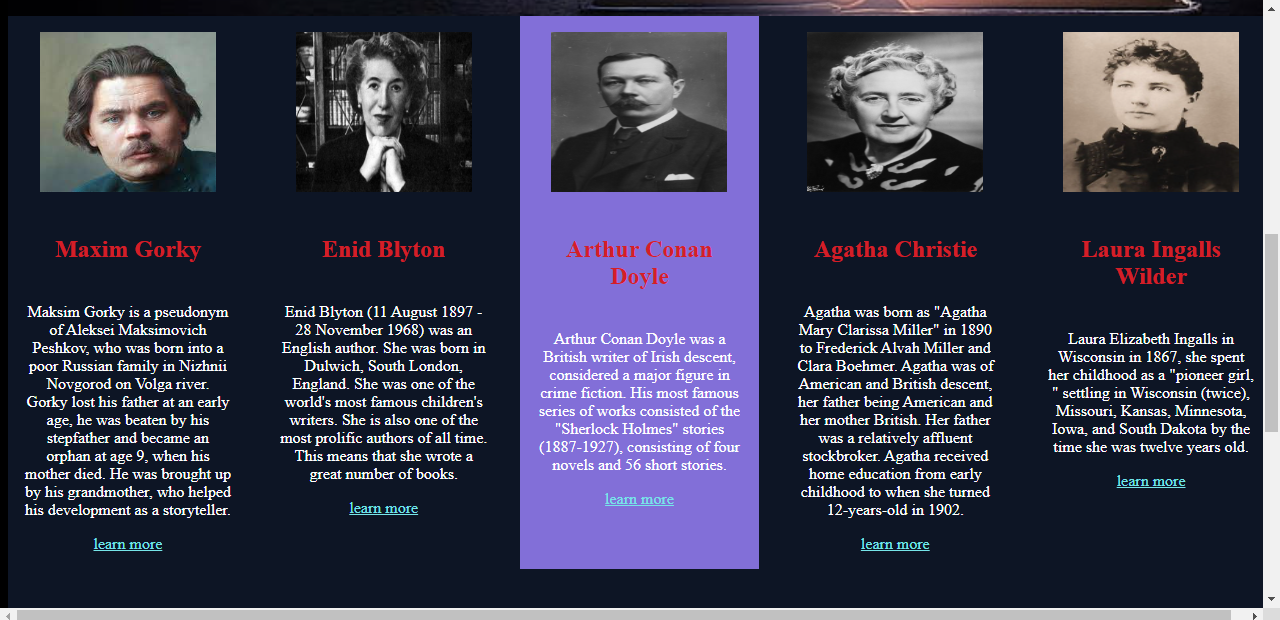 Maxim Gorky
Maksim Gorky is a pseudonym
of Aleksei Maksimovich
Peshkov, who was born into a
poor Russian family in Nizhnii
Novgorod on Volga river.
Gorky lost his father at an early
age, he was beaten by his
stepfather and became an
orphan at age 9, when his
mother died. He was brought up
by his grandmother, who helped
his development as a storyteller.
learn more
Enid Blyton
Enid Blyton (11 August 1897 -
28 November 1968) was an
English author. She was born in
Dulwich, South London,
England. She was one of the
world's most famous children's
writers. She is also one of the
most prolific authors of all time.
This means that she wrote a
great number of books.
learn more
Arthur Conan
Doyle
Arthur Conan Doyle was a
British writer of Irish descent,
considered a major figure in
crime fiction. His most famous
series of works consisted of the
"Sherlock Holmes" stories
(1887-1927), consisting of four
novels and 56 short stories.
learn more
Agatha Christie
Agatha was born as "Agatha
Mary Clarissa Miller" in 1890
to Frederick Alvah Miller and
Clara Boehmer. Agatha was of
American and British descent,
her father being American and
her mother British. Her father
was a relatively affluent
stockbroker. Agatha received
home education from early
childhood to when she turned
12-years-old in 1902.
learn more
Laura Ingalls
Wilder
Laura Elizabeth Ingalls in
Wisconsin in 1867, she spent
her childhood as a "pioneer girl,
" settling in Wisconsin (twice),
Missouri, Kansas, Minnesota,
Iowa, and South Dakota by the
time she was twelve years old.
learn more